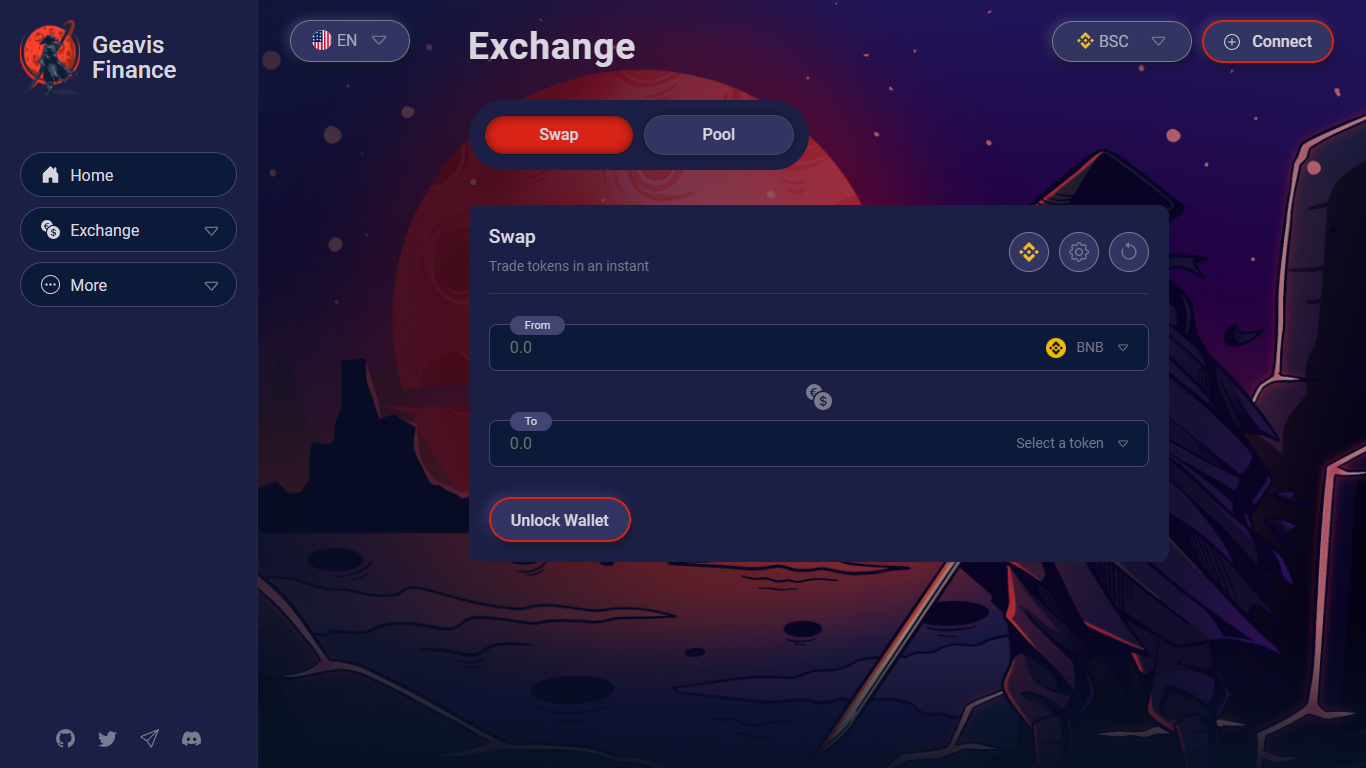 Geavis
Finance
EN
Exchange
BSC
Connect
Swap
Pool
Home
Exchange
More
Swap
Trade tokens in an instant
From
0.0
BNB
To
0.0
Select a token
Unlock Wallet